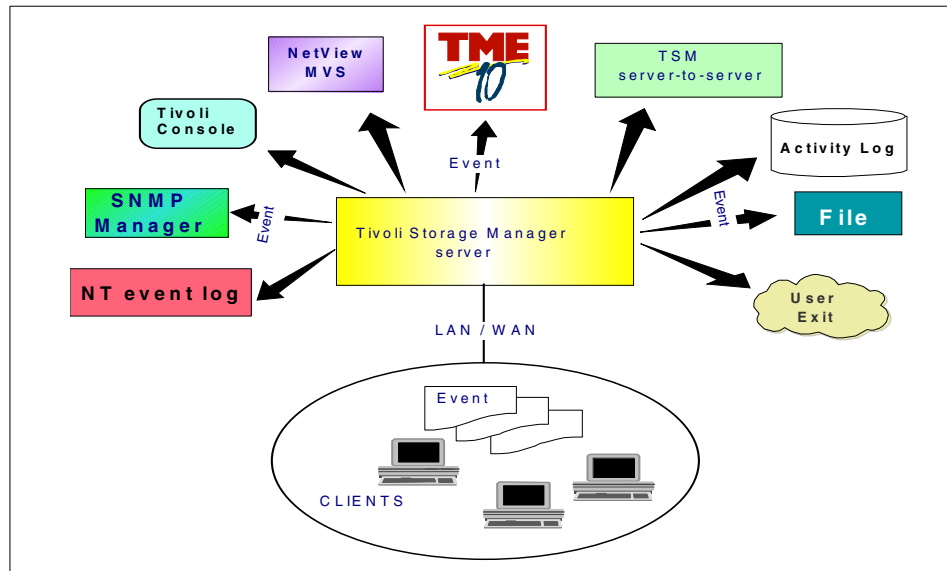 NetView
MVS
TME
10
TSM
server-to-server
Tivoli
Console
Activity Log
Event
SNMP
Manager
Event
Event
File
Tivoli Storage Manager
server
NT event log
User
Exit
LAN / WAN
Event
CLIENTS